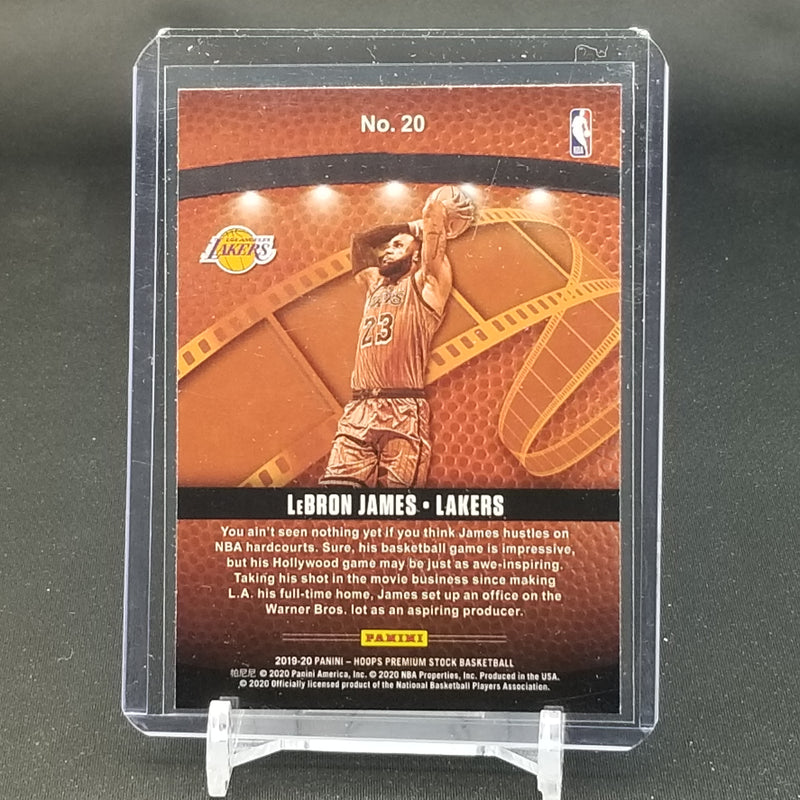 No. 20
NBA
LOS ANGELES
LAKERS
23
LeBRON JAMES • LAKERS
You ain't seen nothing yet if you think James hustles on
NBA hardcourts. Sure, his basketball game is impressive,
but his Hollywood game may be just as awe-inspiring.
Taking his shot in the movie business since making
L.A. his full-time home, James set up an office on the
Warner Bros. lot as an aspiring producer.
PANINI
2019-20 PANINI – HOOPS PREMIUM STOCK BASKETBALL
帕尼尼 © 2020 Panini America, Inc. © 2020 NBA Properties, Inc. Produced in the USA.
© 2020 Officially licensed product of the National Basketball Players Association.